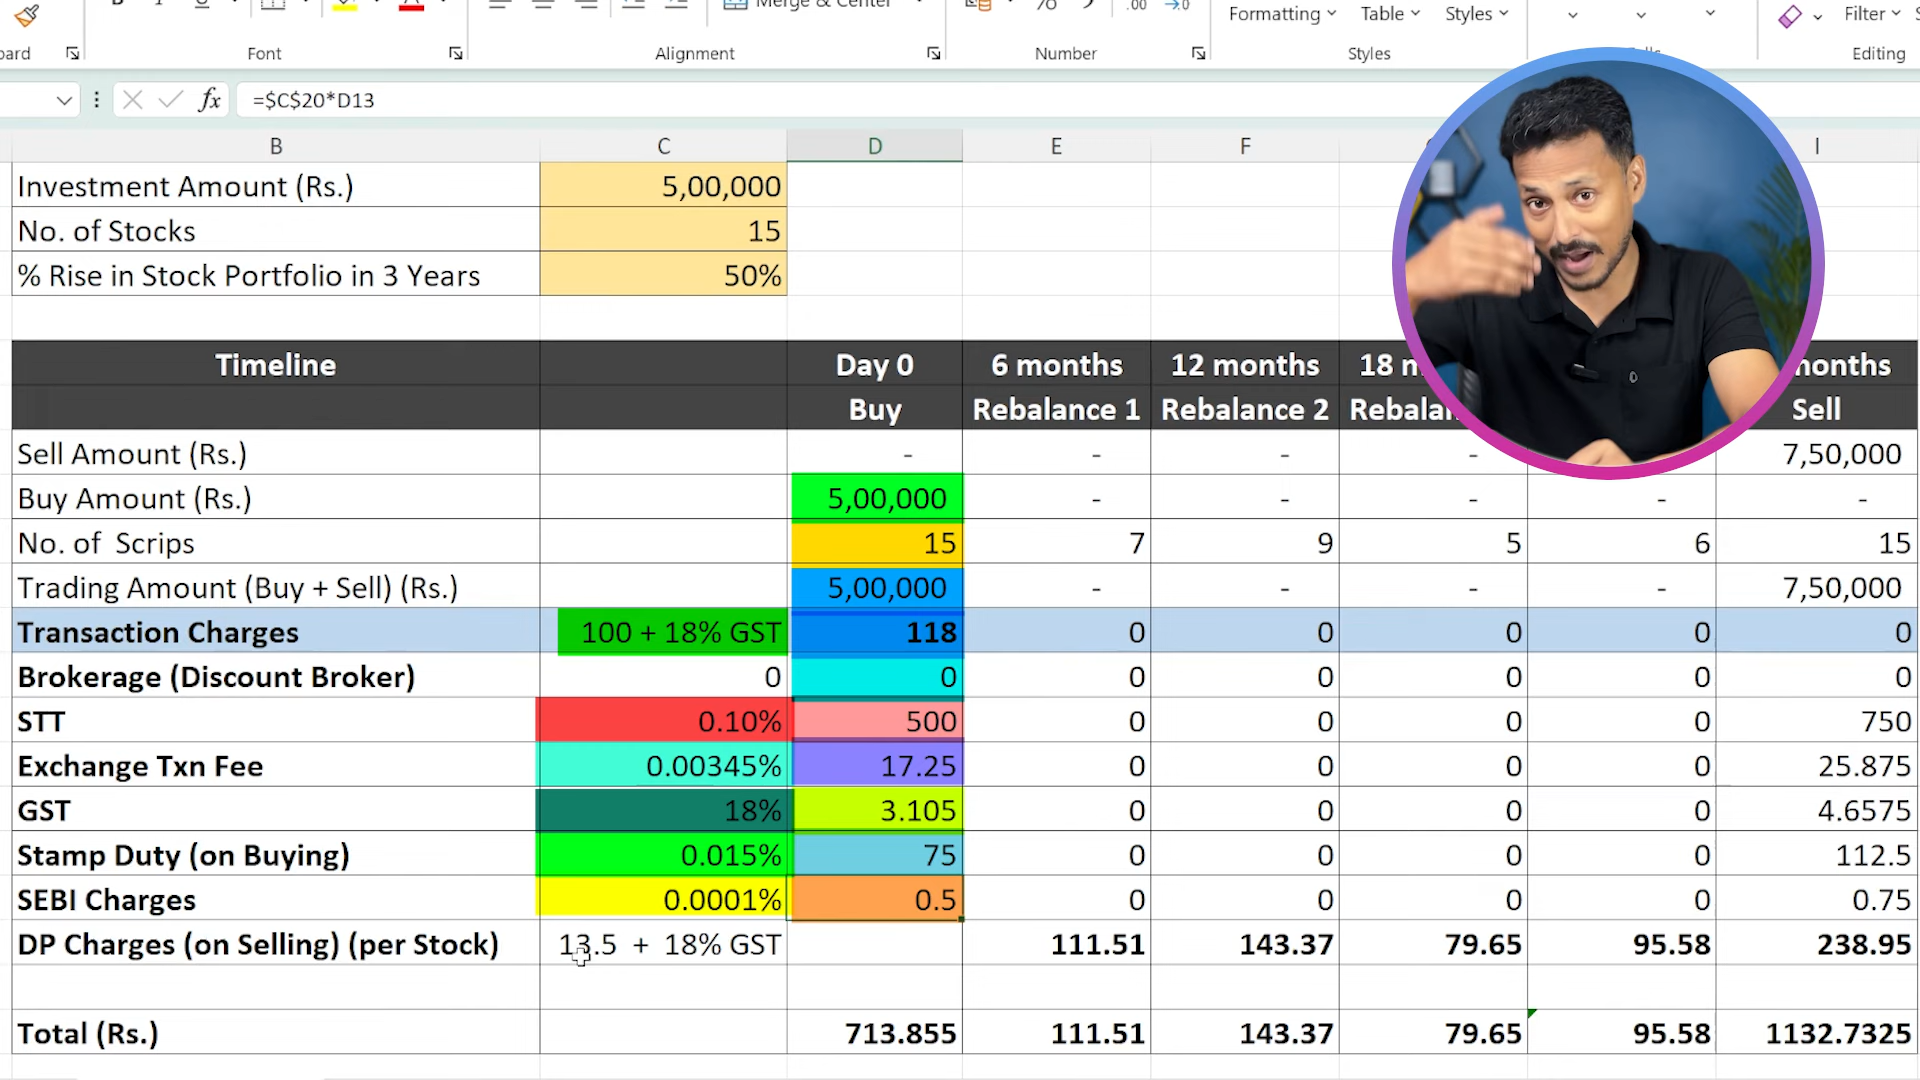 Merge & Center
Formatting Table Styles
Filter
Font Alignment Number Styles Editing
fx =$C$20*D13
B C D E F I
Investment Amount (Rs.) 5,00,000
No. of Stocks 15
% Rise in Stock Portfolio in 3 Years 50%
Timeline Day 0 6 months 12 months 18
Buy Rebalance 1 Rebalance 2 Sell
Sell Amount (Rs.) - - - - 7,50,000
Buy Amount (Rs.) 5,00,000 - - - - -
No. of Scrips 15 7 9 5 6 15
Trading Amount (Buy + Sell) (Rs.) 5,00,000 - - - - 7,50,000
Transaction Charges 100 + 18% GST 118 0 0 0 0 0
Brokerage (Discount Broker) 0 0 0 0 0 0 0
STT 0.10% 500 0 0 0 0 750
Exchange Txn Fee 0.00345% 17.25 0 0 0 0 25.875
GST 18% 3.105 0 0 0 0 4.6575
Stamp Duty (on Buying) 0.015% 75 0 0 0 0 112.5
SEBI Charges 0.0001% 0.5 0 0 0 0 0.75
DP Charges (on Selling) (per Stock) 13.5 + 18% GST 111.51 143.37 79.65 95.58 238.95
Total (Rs.) 713.855 111.51 143.37 79.65 95.58 1132.7325